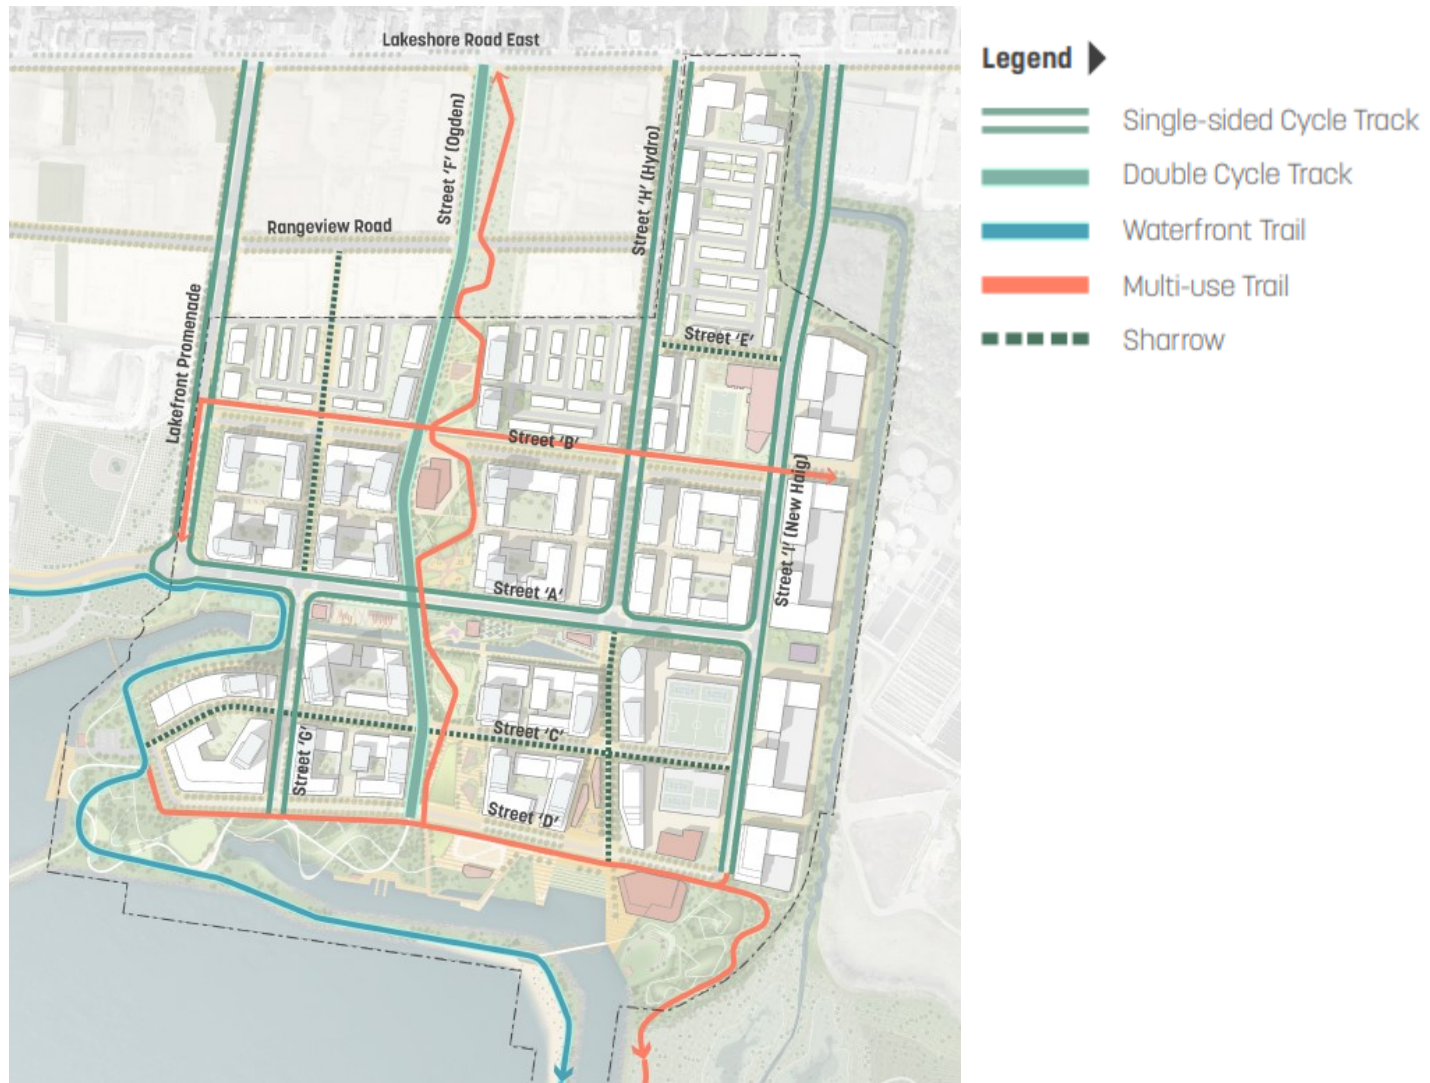 Lakeshore Road East
Legend
Single-sided Cycle Track
Double Cycle Track
Waterfront Trail
Multi-use Trail
Sharrow
Street ‘F’ (Ogden)
Street ‘H’ (Hydro)
Rangeview Road
Lakefront Promenade
Street ‘E’
Street ‘B’
Street ‘I’ (New Haig)
Street ‘A’
Street ‘C’
Street ‘G’
Street ‘D’